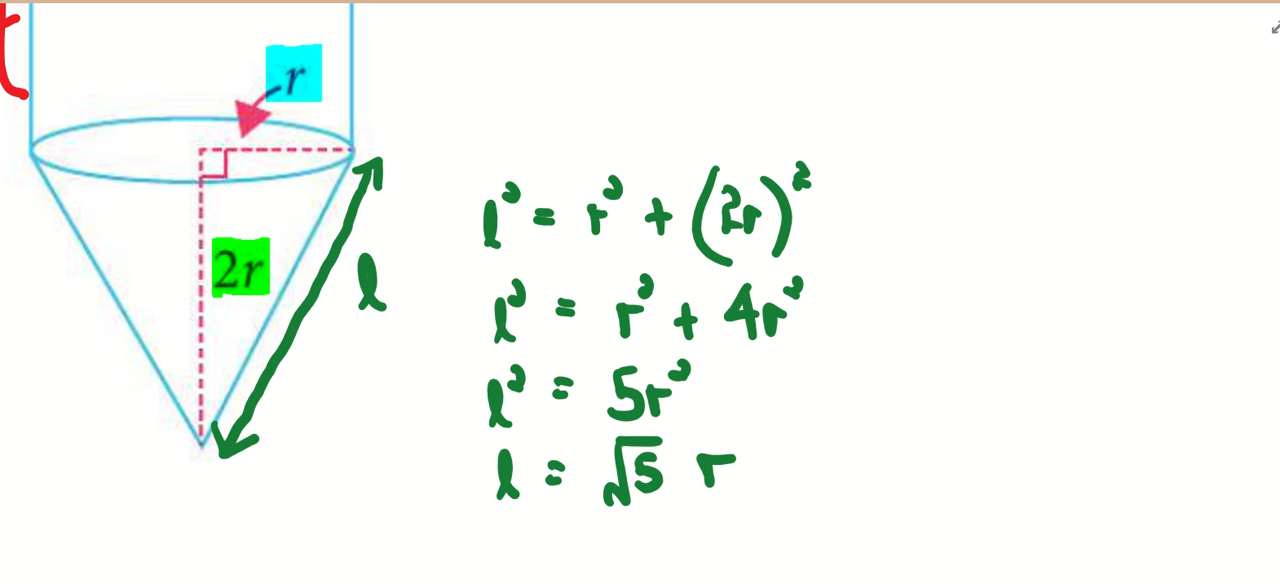 r
2r
l
l² = r² + (2r)²
l² = r² + 4r²
l² = 5r²
l = √5 r